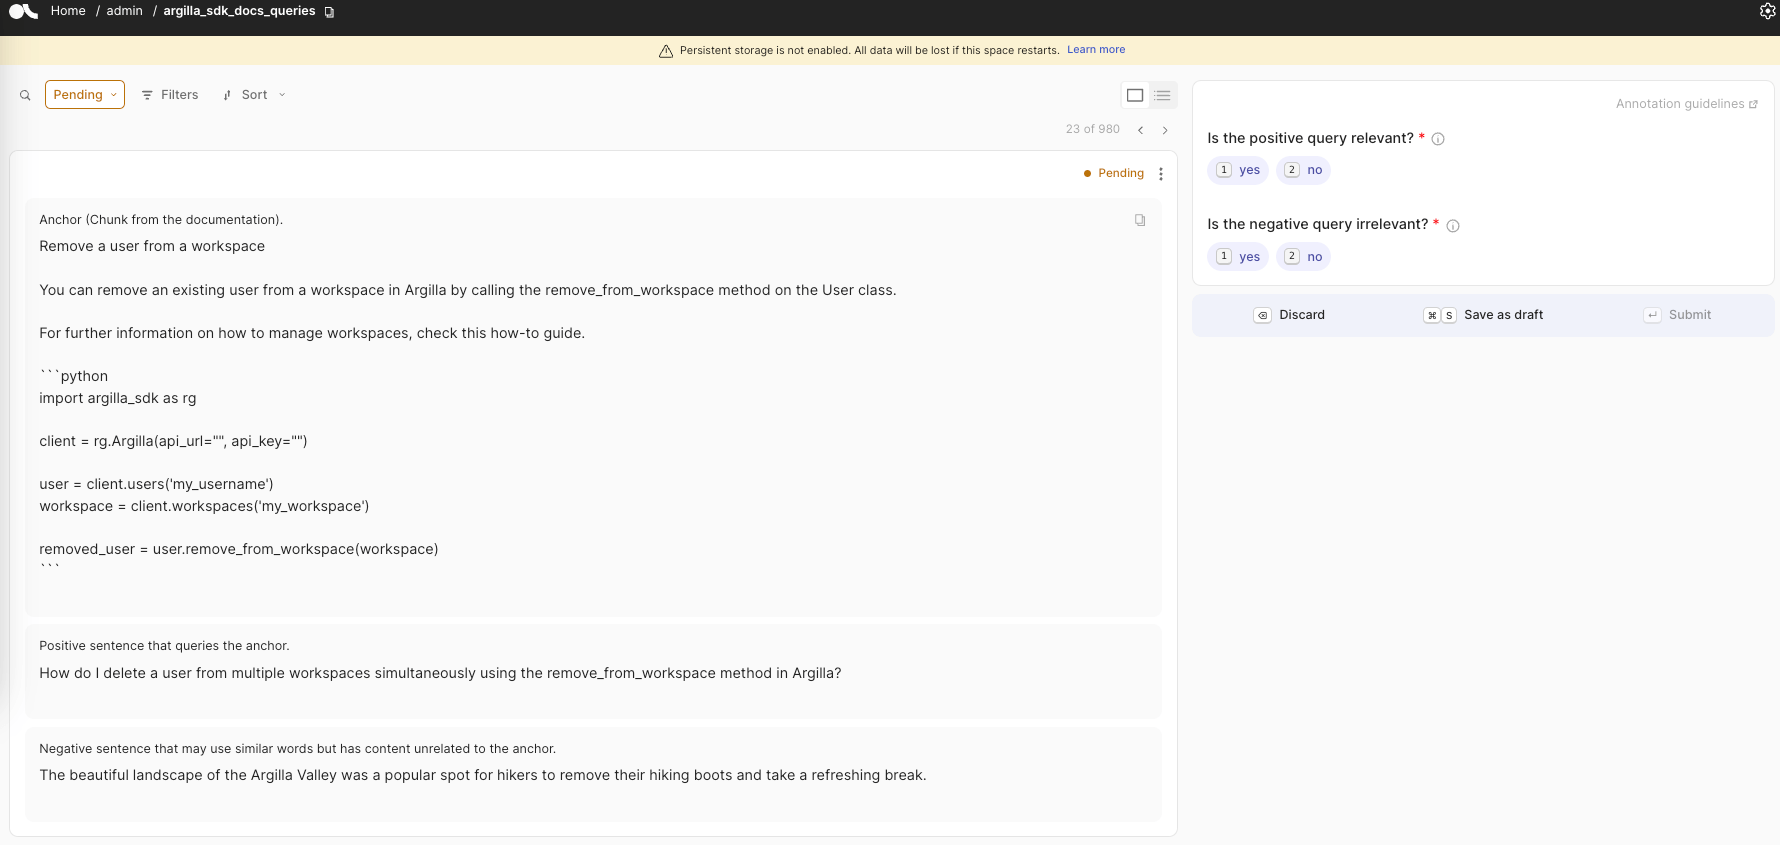 Home / admin / argilla_sdk_docs_queries
Persistent storage is not enabled. All data will be lost if this space restarts. Learn more
Pending Filters Sort
23 of 980
Pending
Anchor (Chunk from the documentation).
Remove a user from a workspace
You can remove an existing user from a workspace in Argilla by calling the remove_from_workspace method on the User class.
For further information on how to manage workspaces, check this how-to guide.
```python
import argilla_sdk as rg
client = rg.Argilla(api_url="", api_key="")
user = client.users('my_username')
workspace = client.workspaces('my_workspace')
removed_user = user.remove_from_workspace(workspace)
```
Positive sentence that queries the anchor.
How do I delete a user from multiple workspaces simultaneously using the remove_from_workspace method in Argilla?
Negative sentence that may use similar words but has content unrelated to the anchor.
The beautiful landscape of the Argilla Valley was a popular spot for hikers to remove their hiking boots and take a refreshing break.
Annotation guidelines
Is the positive query relevant? *
1 yes 2 no
Is the negative query irrelevant? *
1 yes 2 no
Discard ⌘ S Save as draft Submit